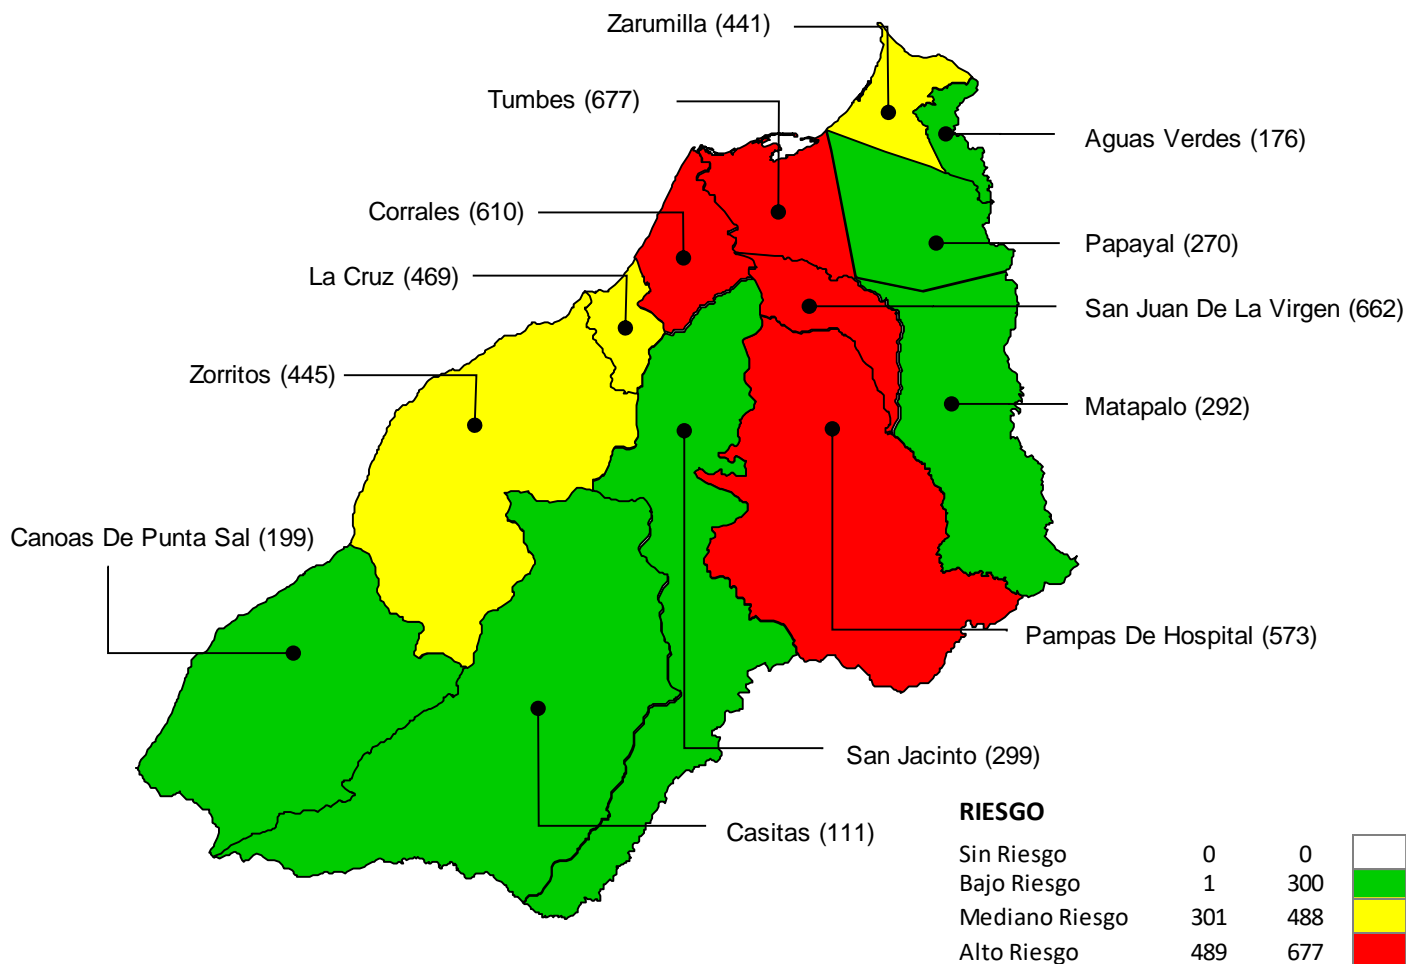 Zarumilla (441)
Tumbes (677)
Aguas Verdes (176)
Corrales (610)
Papayal (270)
La Cruz (469)
San Juan De La Virgen (662)
Zorritos (445)
Matapalo (292)
Canoas De Punta Sal (199)
Pampas De Hospital (573)
San Jacinto (299)
Casitas (111)
RIESGO
Sin Riesgo 0 0
Bajo Riesgo 1 300
Mediano Riesgo 301 488
Alto Riesgo 489 677